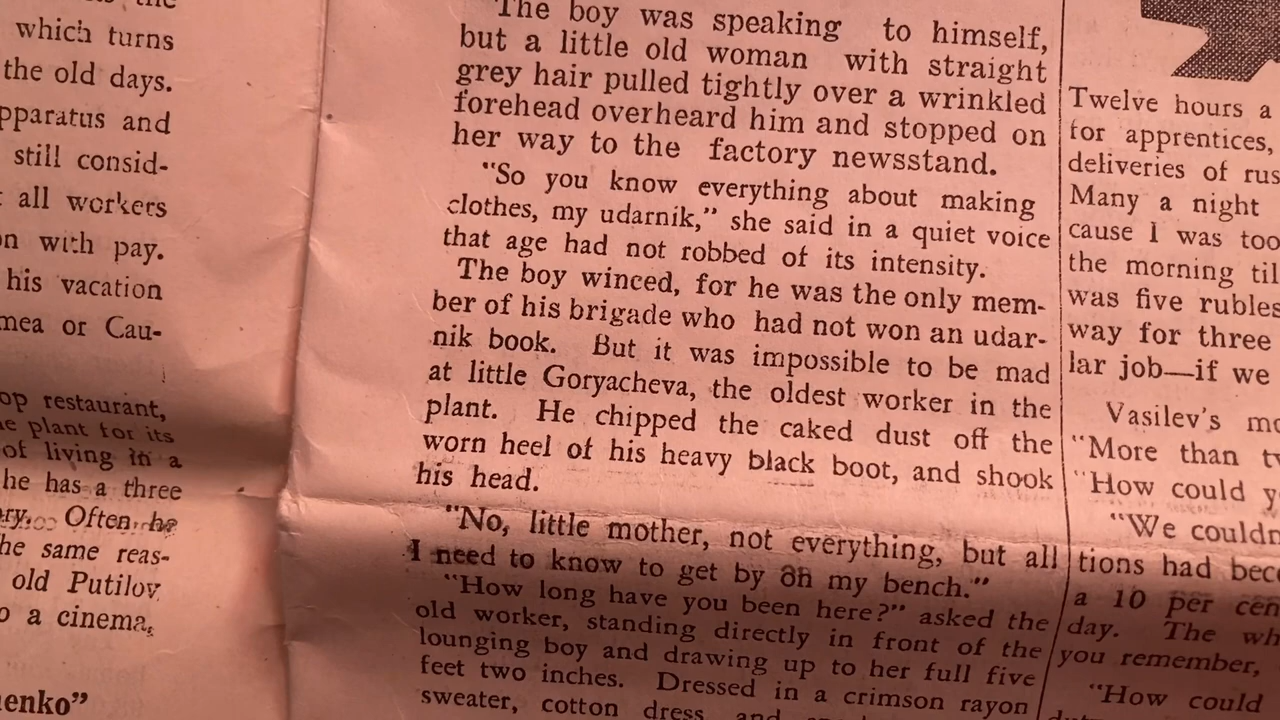 which turns
the old days.
apparatus and
still consid-
all workers
with pay.
his vacation
or Cau-
restaurant,
plant for its
of living in a
he has a three
Often, he
same reas-
old Putilov
a cinema,
The boy was speaking to himself,
but a little old woman with straight
grey hair pulled tightly over a wrinkled
forehead overheard him and stopped on
her way to the factory newsstand.
"So you know everything about making
clothes, my udarnik," she said in a quiet voice
that age had not robbed of its intensity.
The boy winced, for he was the only mem-
ber of his brigade who had not won an udar-
nik book. But it was impossible to be mad
at little Goryacheva, the oldest worker in the
plant. He chipped the caked dust off the
worn heel of his heavy black boot, and shook
his head.
"No, little mother, not everything, but all
I need to know to get by on my bench."
"How long have you been here?" asked the
old worker, standing directly in front of the
lounging boy and drawing up to her full five
feet two inches. Dressed in a crimson rayon
sweater, cotton dress and
Twelve hours a
for apprentices,
deliveries of rus
Many a night
cause I was too
the morning til
was five rubles
way for three
lar job—if we
Vasilev's mo
"More than tw
"How could y
"We couldn
tions had bec
a 10 per cen
day. The wh
you remember,
"How could